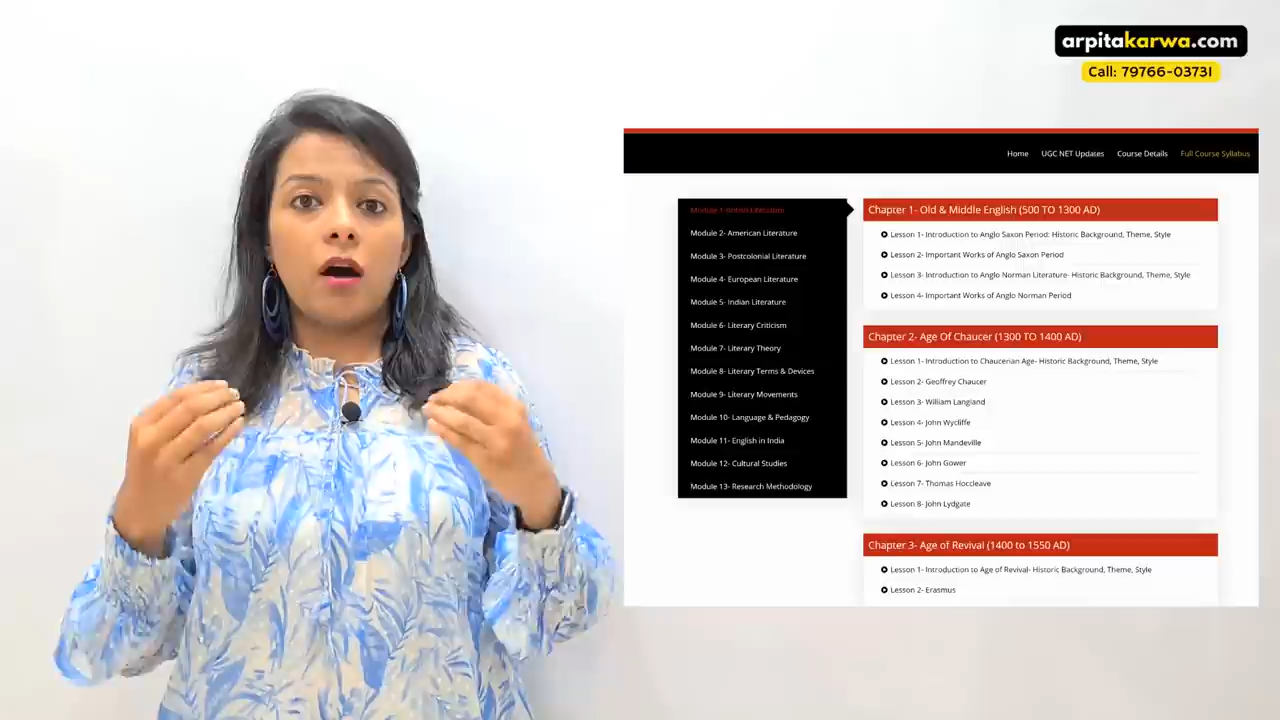 arpitakarwa.com
Call: 79766-03731
Home UGC NET Updates Course Details Full Course Syllabus
Module 1- British Literature
Module 2- American Literature
Module 3- Postcolonial Literature
Module 4- European Literature
Module 5- Indian Literature
Module 6- Literary Criticism
Module 7- Literary Theory
Module 8- Literary Terms & Devices
Module 9- Literary Movements
Module 10- Language & Pedagogy
Module 11- English in India
Module 12- Cultural Studies
Module 13- Research Methodology
Chapter 1- Old & Middle English (500 TO 1300 AD)
Lesson 1- Introduction to Anglo Saxon Period: Historic Background, Theme, Style
Lesson 2- Important Works of Anglo Saxon Period
Lesson 3- Introduction to Anglo Norman Literature- Historic Background, Theme, Style
Lesson 4- Important Works of Anglo Norman Period
Chapter 2- Age Of Chaucer (1300 TO 1400 AD)
Lesson 1- Introduction to Chaucerian Age- Historic Background, Theme, Style
Lesson 2- Geoffrey Chaucer
Lesson 3- William Langland
Lesson 4- John Wycliffe
Lesson 5- John Mandeville
Lesson 6- John Gower
Lesson 7- Thomas Hoccleave
Lesson 8- John Lydgate
Chapter 3- Age of Revival (1400 to 1550 AD)
Lesson 1- Introduction to Age of Revival- Historic Background, Theme, Style
Lesson 2- Erasmus